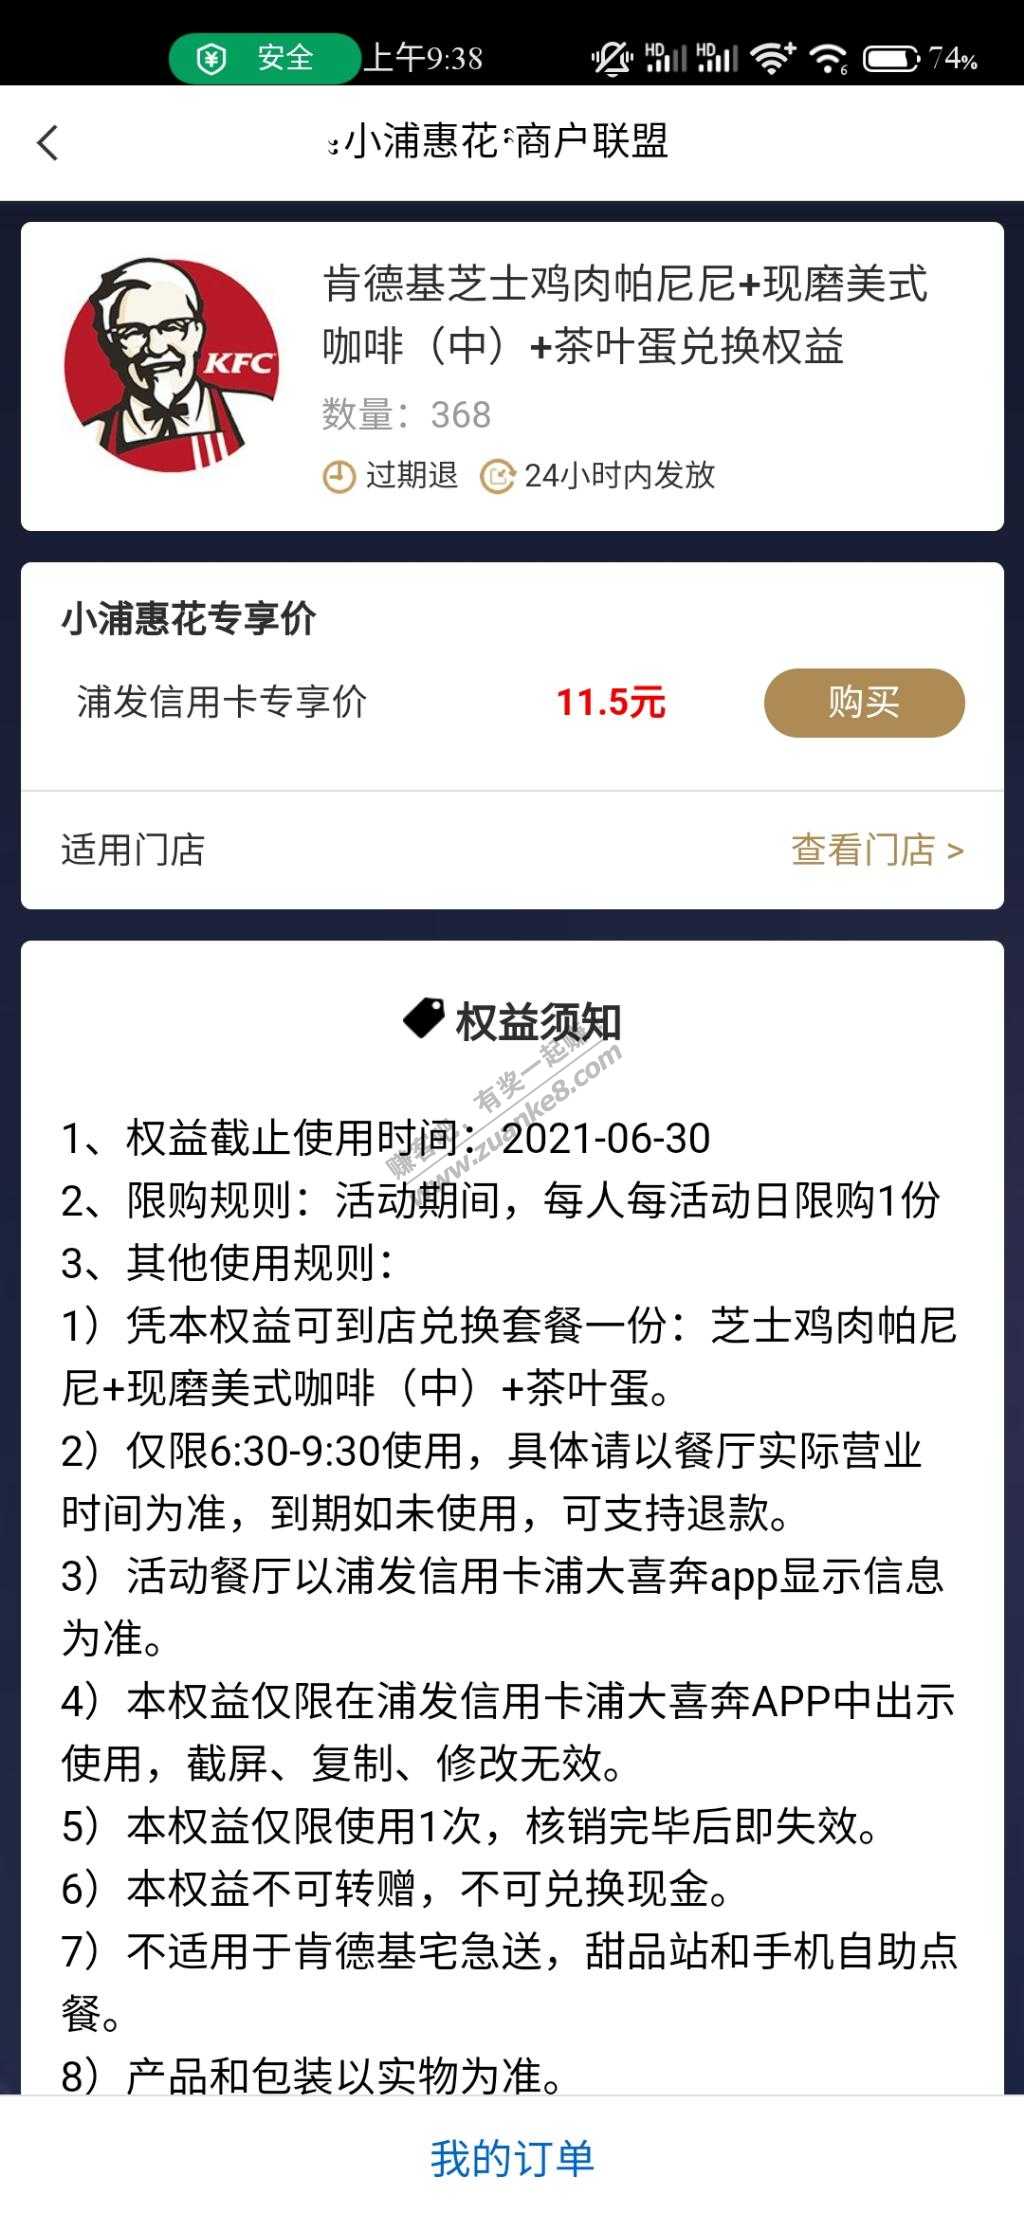 安全 上午9:38 HD HD 6 74%
小浦惠花 商户联盟
肯德基芝士鸡肉帕尼尼+现磨美式
KFC
咖啡（中）+茶叶蛋兑换权益
数量：368
过期退 24小时内发放
小浦惠花专享价
浦发信用卡专享价 11.5元 购买
适用门店 查看门店 >
权益须知
赚客吧，有奖一起赚
www.zuanke8.com
1、权益截止使用时间：2021-06-30
2、限购规则：活动期间，每人每活动日限购1份
3、其他使用规则：
1）凭本权益可到店兑换套餐一份：芝士鸡肉帕尼
尼+现磨美式咖啡（中）+茶叶蛋。
2）仅限6:30-9:30使用，具体请以餐厅实际营业
时间为准，到期如未使用，可支持退款。
3）活动餐厅以浦发信用卡浦大喜奔app显示信息
为准。
4）本权益仅限在浦发信用卡浦大喜奔APP中出示
使用，截屏、复制、修改无效。
5）本权益仅限使用1次，核销完毕后即失效。
6）本权益不可转赠，不可兑换现金。
7）不适用于肯德基宅急送，甜品站和手机自助点
餐。
8）产品和包装以实物为准。
我的订单